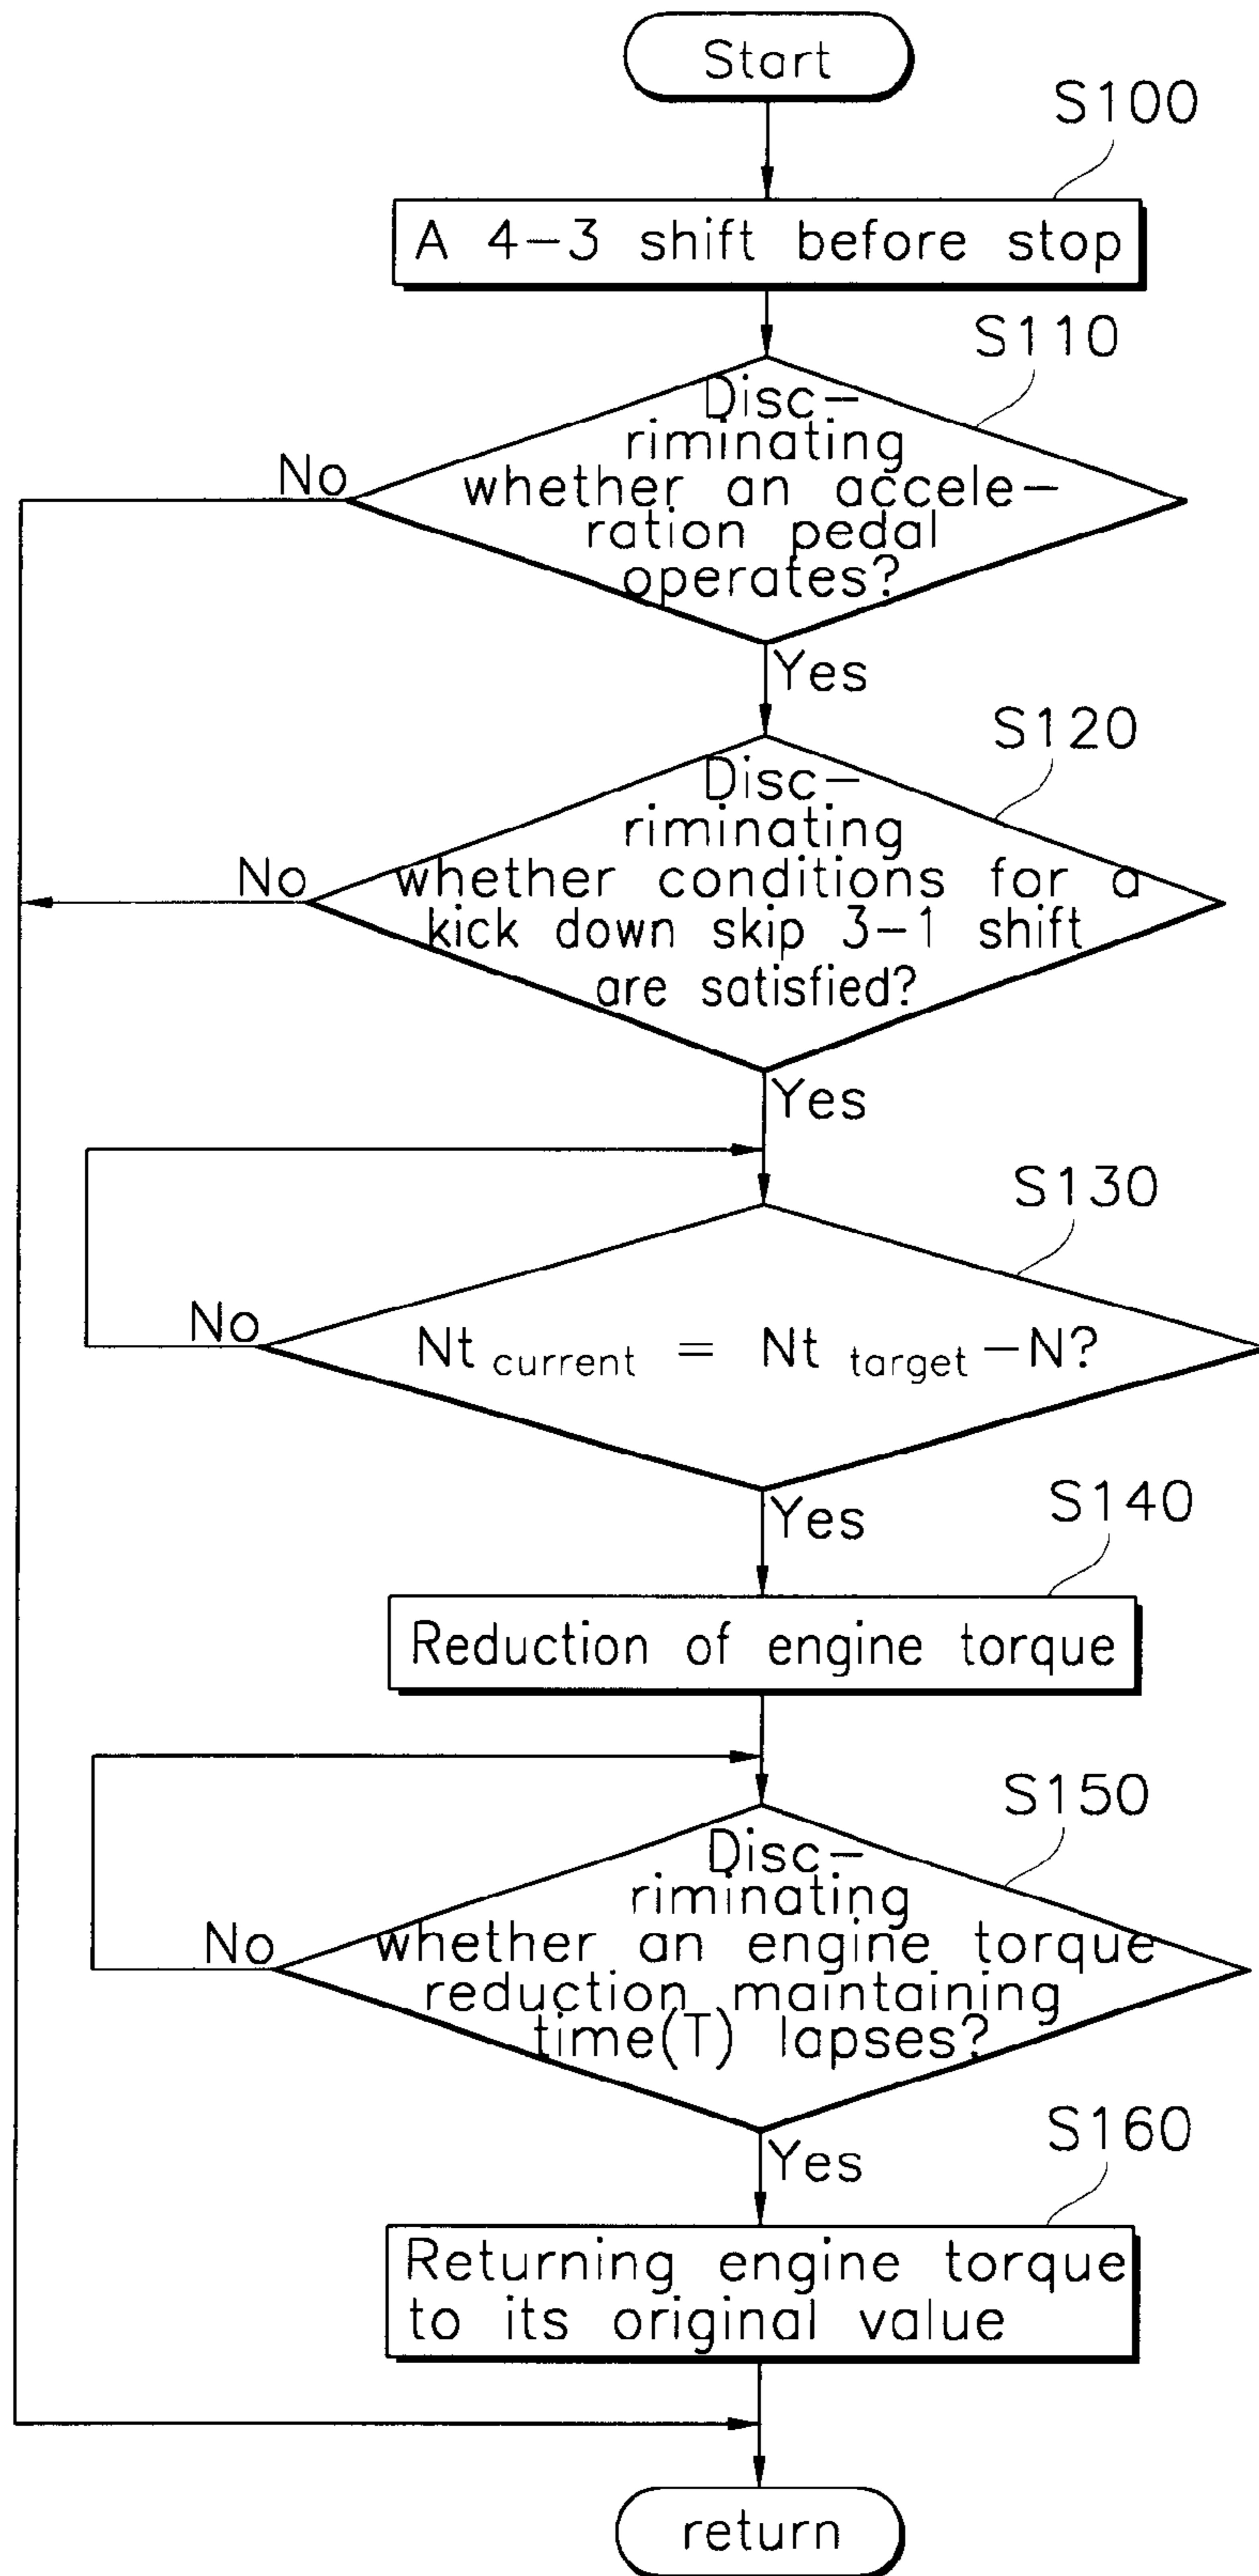 Start
S100
A 4-3 shift before stop
S110
Disc-
riminating
No
whether an accele-
ration pedal
operates?
Yes
S120
Disc-
riminating
No
whether conditions for a
kick down skip 3-1 shift
are satisfied?
Yes
S130
No
Nt current = Nt target -N?
Yes
S140
Reduction of engine torque
S150
Disc-
riminating
No
whether an engine torque
reduction maintaining
time(T) lapses?
Yes
S160
Returning engine torque
to its original value
return